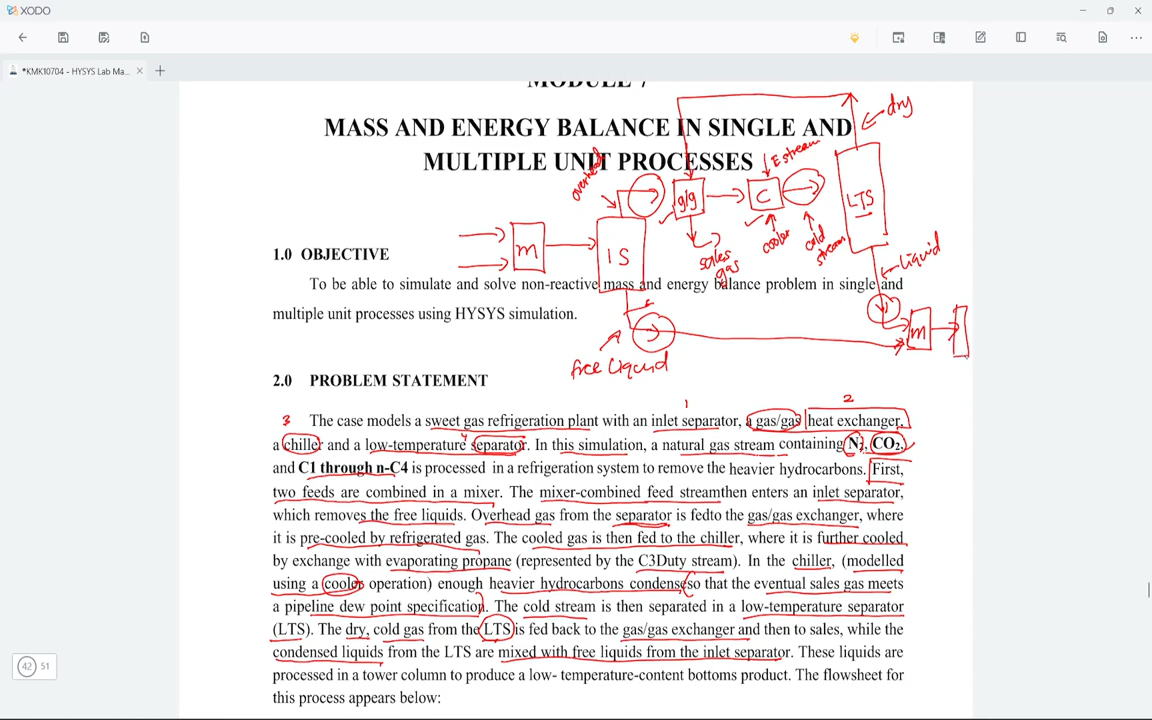 XODO
*KMK10704 - HYSYS Lab Ma...
MODULE 7
MASS AND ENERGY BALANCE IN SINGLE AND
MULTIPLE UNIT PROCESSES
dry
E stream
overhead
g/g
C
LTS
m
IS
sales
gas
cooler
cold
stream
liquid
m
free liquid
1.0 OBJECTIVE
To be able to simulate and solve non-reactive mass and energy balance problem in single and
multiple unit processes using HYSYS simulation.
2.0 PROBLEM STATEMENT
1
2
3
The case models a sweet gas refrigeration plant with an inlet separator, a gas/gas heat exchanger,
4
a chiller and a low-temperature separator. In this simulation, a natural gas stream containing N2, CO2,
and C1 through n-C4 is processed in a refrigeration system to remove the heavier hydrocarbons. First,
two feeds are combined in a mixer. The mixer-combined feed streamthen enters an inlet separator,
which removes the free liquids. Overhead gas from the separator is fedto the gas/gas exchanger, where
it is pre-cooled by refrigerated gas. The cooled gas is then fed to the chiller, where it is further cooled
by exchange with evaporating propane (represented by the C3Duty stream). In the chiller, (modelled
using a cooler operation) enough heavier hydrocarbons condense so that the eventual sales gas meets
a pipeline dew point specification. The cold stream is then separated in a low-temperature separator
(LTS). The dry, cold gas from the LTS is fed back to the gas/gas exchanger and then to sales, while the
condensed liquids from the LTS are mixed with free liquids from the inlet separator. These liquids are
processed in a tower column to produce a low- temperature-content bottoms product. The flowsheet for
this process appears below:
42 51